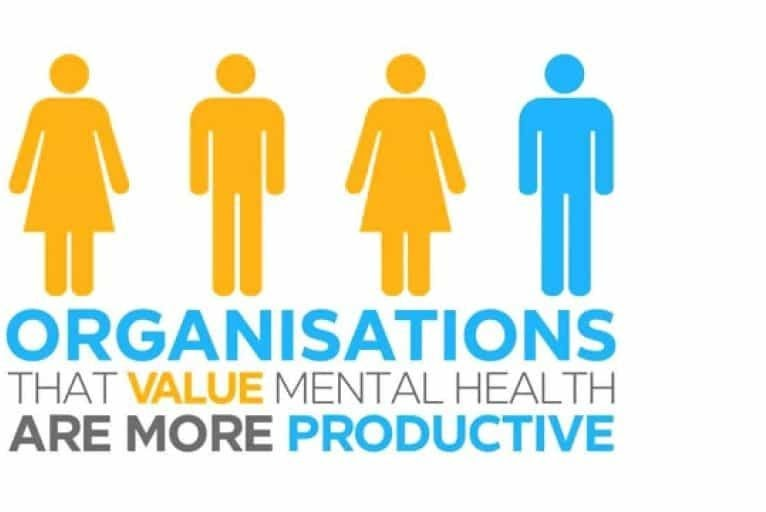 ORGANISATIONS
THAT VALUE MENTAL HEALTH
ARE MORE PRODUCTIVE